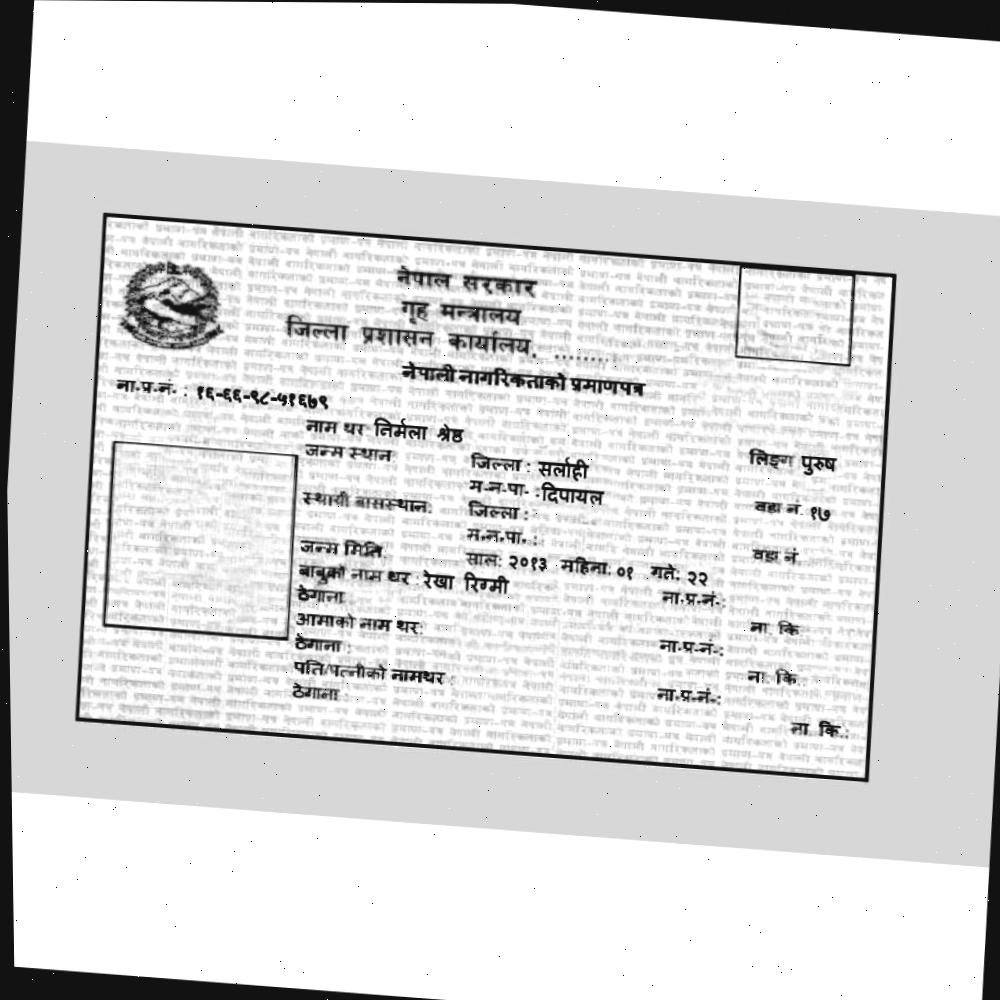 नेपाल सरकार
गृह मन्त्रालय
जिल्ला प्रशासन कार्यालय, ........
नेपाली नागरिकताको प्रमाणपत्र
ना.प्र.नं. : १६-६६-९८-५१६७९
नाम थर निर्मला श्रेष्ठ
लिङ्ग पुरुष
जन्म स्थान: जिल्ला : सर्लाही
म.न.पा. :दिपायल वडा नं. १७
स्थायी बासस्थान: जिल्ला :
म.न.पा. : वडा नं.
जन्म मिति: साल: २०१३ महिना: ०१ गते: २२
बाबुको नाम थर : रेखा रिग्मी ना.प्र.नं.:
ठेगाना ना. कि.
आमाको नाम थर: ना.प्र.नं.:
ठेगाना : ना. कि.:
पति/पत्नीको नामथर : ना.प्र.नं.:
ठेगाना : ना. कि.: